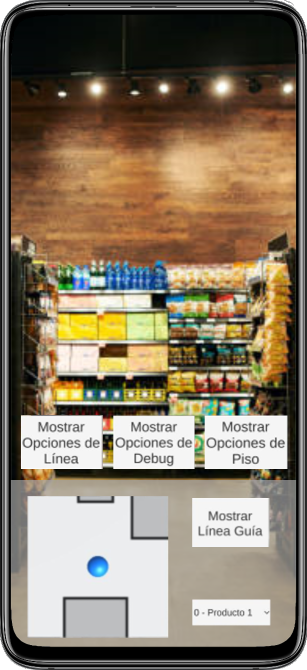 Mostrar
Opciones de
Línea
Mostrar
Opciones de
Debug
Mostrar
Opciones de
Piso
Mostrar
Línea Guía
0 - Producto 1